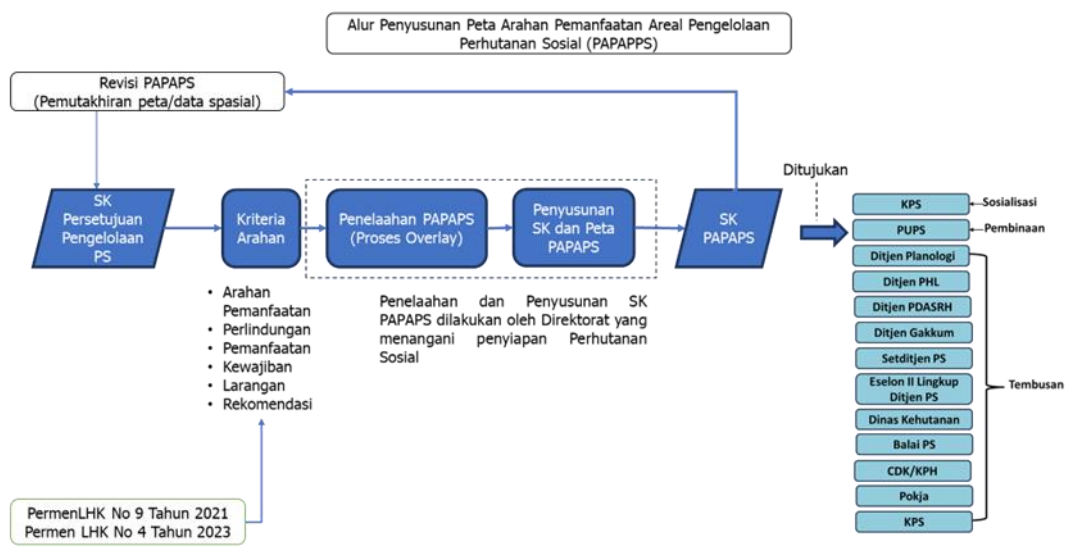 Alur Penyusunan Peta Arahan Pemanfaatan Areal Pengelolaan
Perhutanan Sosial (PAPAPPS)
Revisi PAPAPS
(Pemutakhiran peta/data spasial)
SK
Persetujuan
Pengelolaan
PS
Kriteria
Arahan
Penelaahan PAPAPS
(Proses Overlay)
Penyusunan
SK dan Peta
PAPAPS
SK
PAPAPS
Ditujukan
• Arahan
Pemanfaatan
• Perlindungan
• Pemanfaatan
• Kewajiban
• Larangan
• Rekomendasi
Penelaahan dan Penyusunan SK
PAPAPS dilakukan oleh Direktorat yang
menangani penyiapan Perhutanan
Sosial
PermenLHK No 9 Tahun 2021
Permen LHK No 4 Tahun 2023
KPS
Sosialisasi
PUPS
Pembinaan
Ditjen Planologi
Ditjen PHL
Ditjen PDASRH
Ditjen Gakkum
Setditjen PS
Eselon II Lingkup
Ditjen PS
Dinas Kehutanan
Balai PS
CDK/KPH
Pokja
KPS
Tembusan